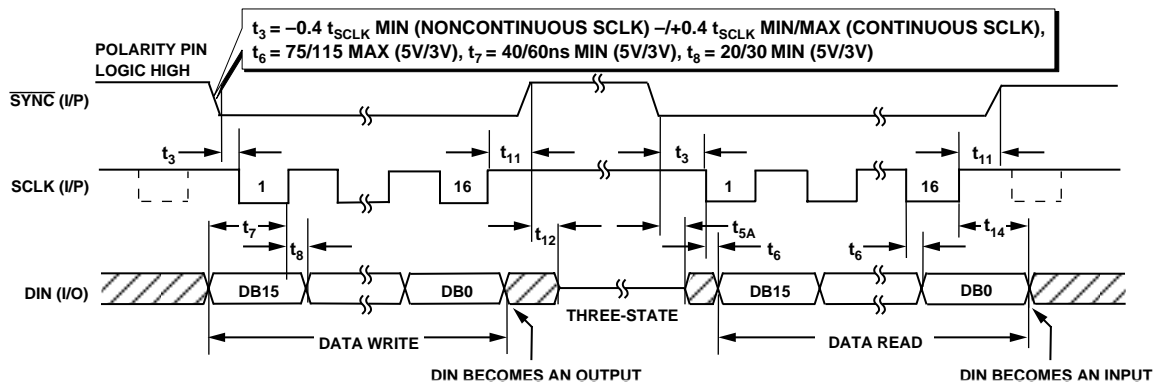 t3 = –0.4 tSCLK MIN (NONCONTINUOUS SCLK) –/+0.4 tSCLK MIN/MAX (CONTINUOUS SCLK),
t6 = 75/115 MAX (5V/3V), t7 = 40/60ns MIN (5V/3V), t8 = 20/30 MIN (5V/3V)
POLARITY PIN
LOGIC HIGH
SYNC (I/P)
t3
t11
t3
t11
SCLK (I/P)
1
16
1
16
t7
t8
t12
t5A
t6
t6
t14
DIN (I/O)
DB15
DB0
THREE-STATE
DB15
DB0
DATA WRITE
DATA READ
DIN BECOMES AN OUTPUT
DIN BECOMES AN INPUT